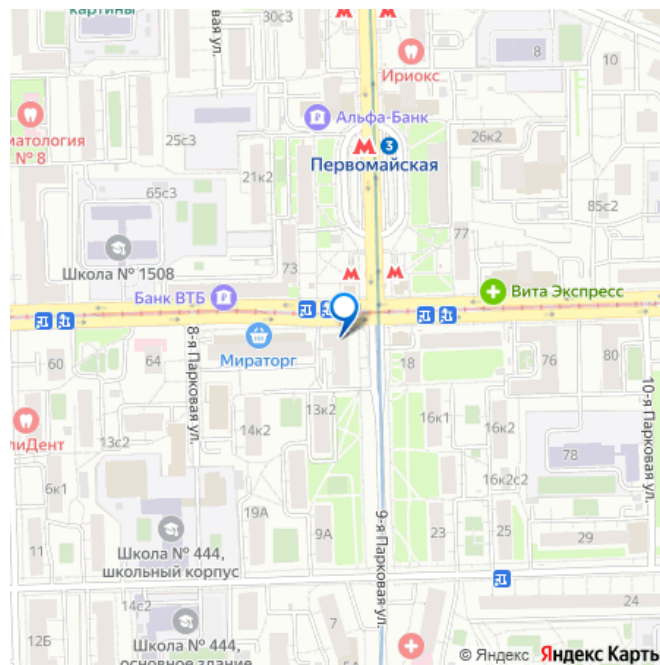 картины
30с3
М
М
Ириокс
8
10
Парковая ул.
Альфа-Банк
матология
№ 8
25с3
М
3
Первомайская
26к2
21к2
65с3
85с2
77
Школа № 1508
73
М
М
Банк ВТБ
Вита Экспресс
60
64
8-я Парковая ул.
Мираторг
18
76
80
10-я Парковая ул.
лиДент
13с2
14к2
13к2
16к1
16к2
78
6к1
16к2с2
19А
9А
9-я Парковая ул.
23
25
29
11
Школа № 444,
школьный корпус
14с2
24
12Б
7
Школа № 444,
основное здание
5А
© Яндекс Яндекс Карты